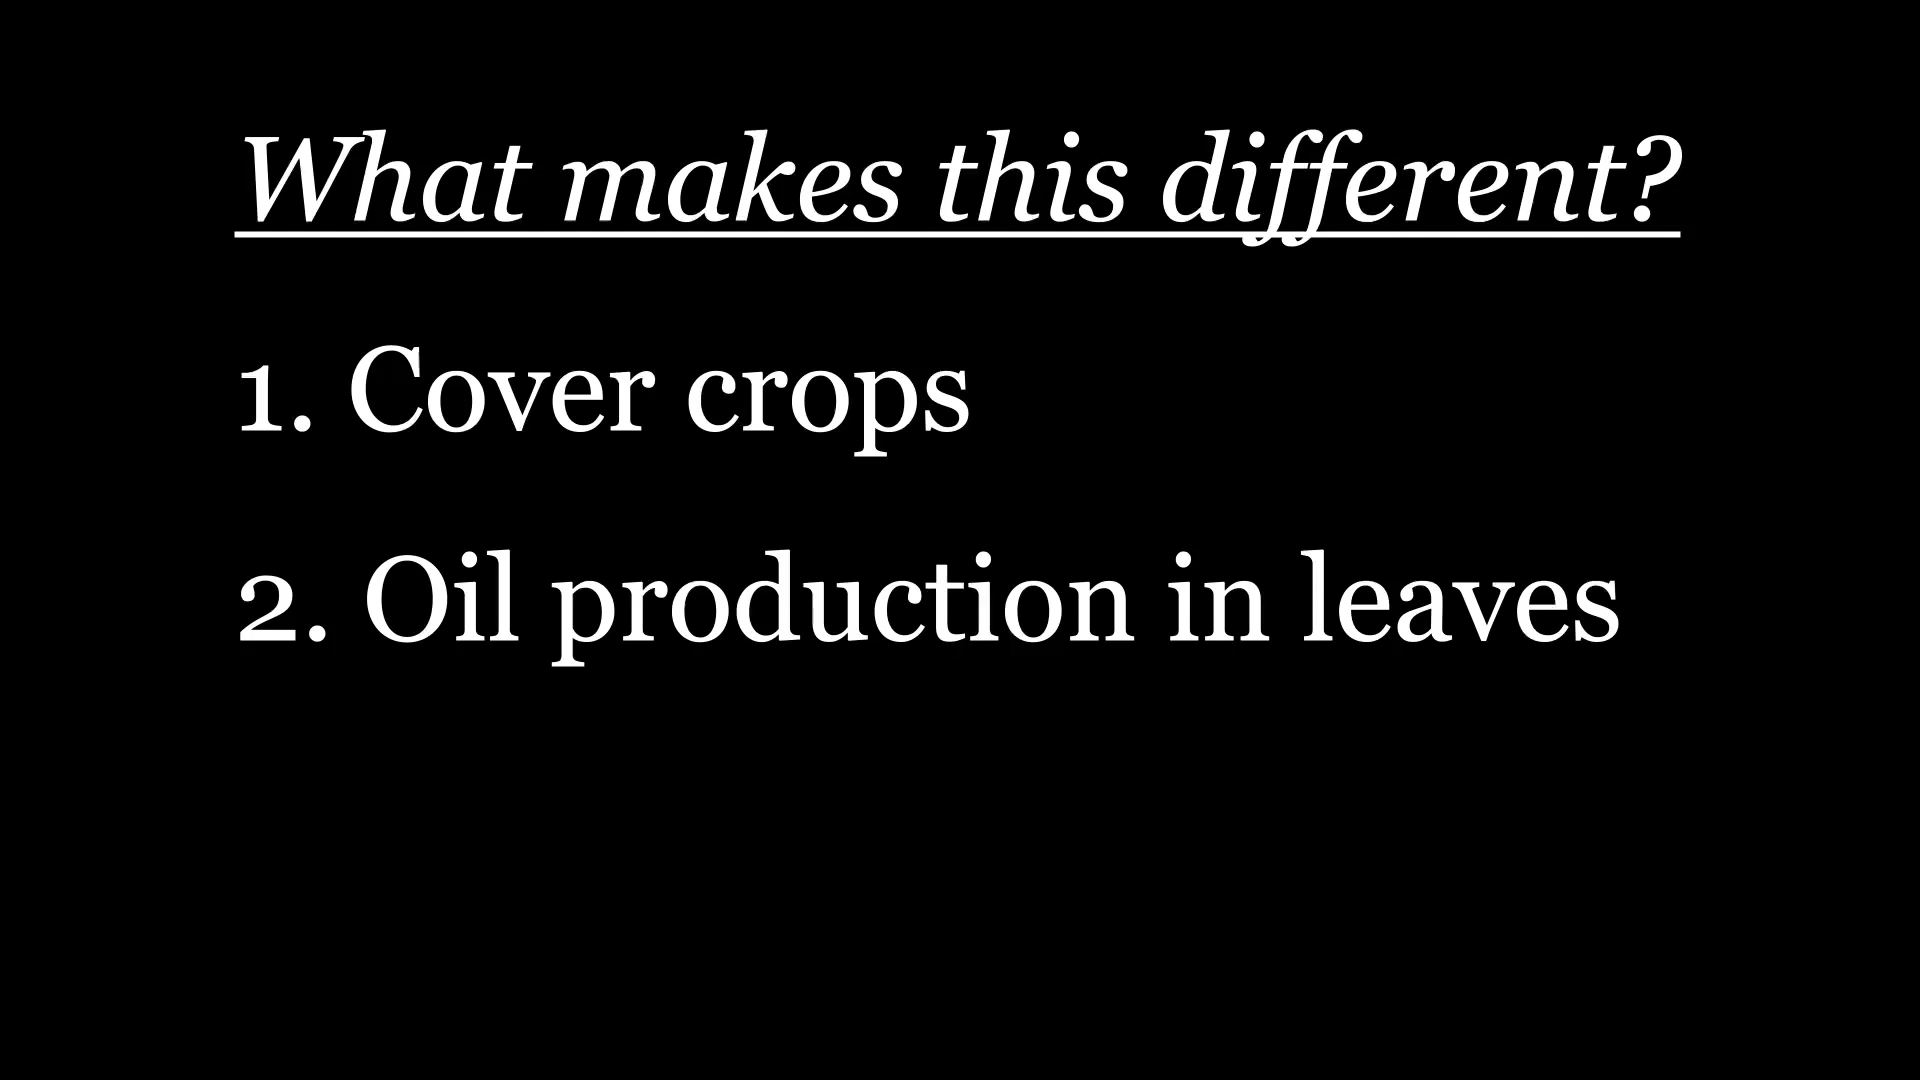 What makes this different?
1. Cover crops
2. Oil production in leaves